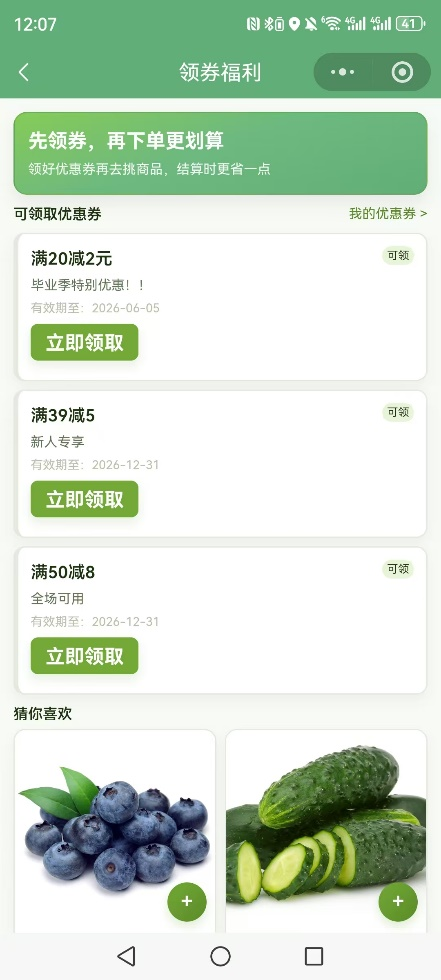 12:07
6
4G
4G
41
领券福利
先领券，再下单更划算
领好优惠券再去挑商品，结算时更省一点
可领取优惠券
我的优惠券 >
满20减2元
可领
毕业季特别优惠！！
有效期至：2026-06-05
立即领取
满39减5
可领
新人专享
有效期至：2026-12-31
立即领取
满50减8
可领
全场可用
有效期至：2026-12-31
立即领取
猜你喜欢
+
+